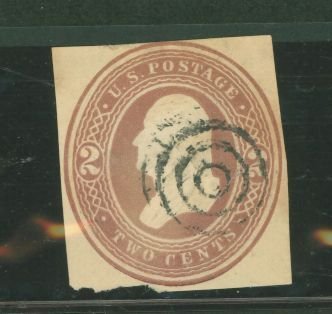 U.S. POSTAGE
2 2
TWO CENTS